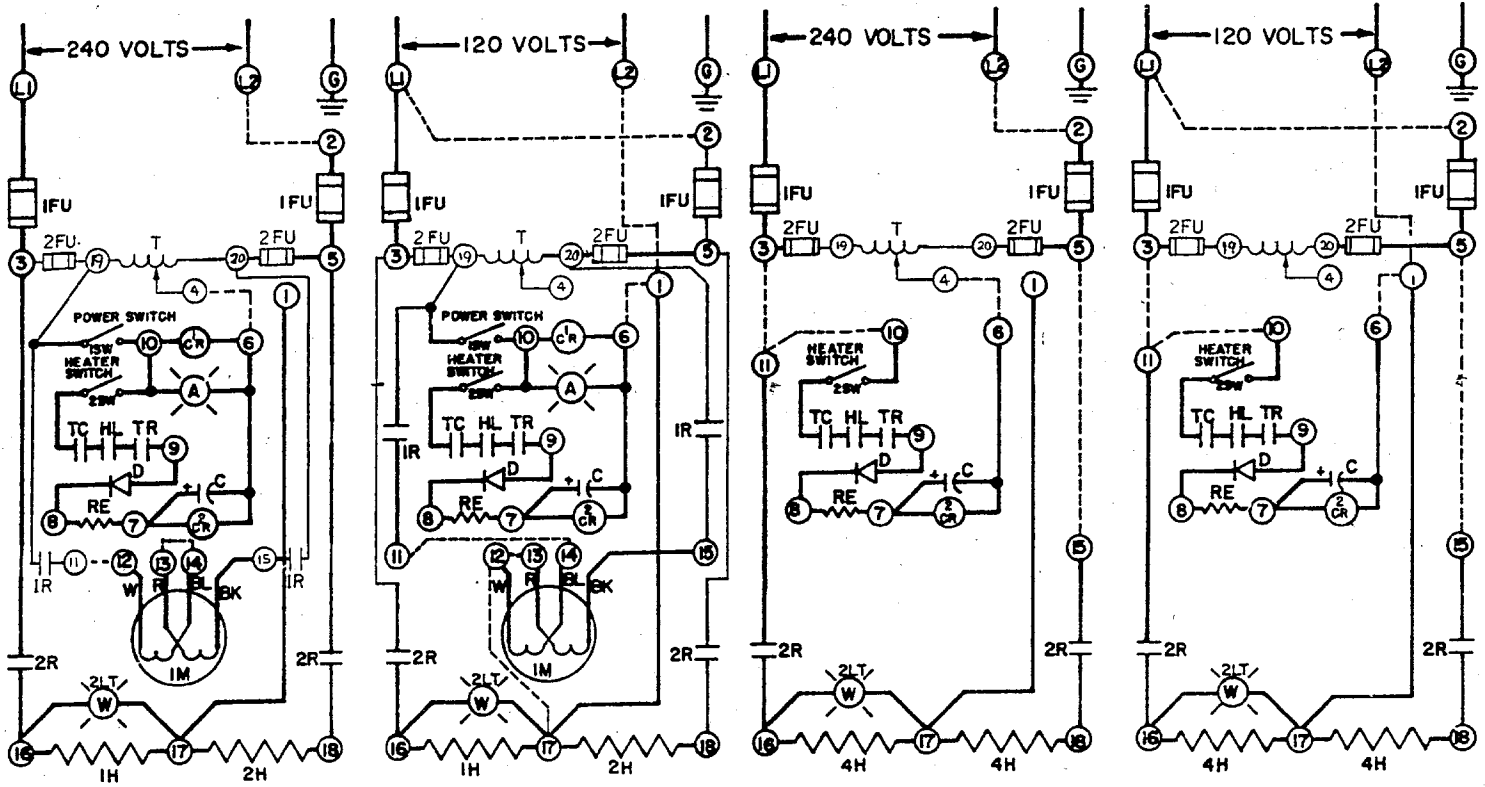 240 VOLTS
L1
L2
G
2
1FU
1FU
2FU
T
2FU
3
19
20
5
4
1
POWER SWITCH
1SW
10
1CR
6
HEATER
SWITCH
2SW
A
TC HL TR
9
D
+
C
RE
8
7
2CR
1R
11
12
13
14
15
1R
W
R
BL
BK
1M
2R
2R
2LT
W
16
17
18
1H
2H
120 VOLTS
L1
L2
G
2
1FU
1FU
2FU
T
2FU
3
19
20
5
4
1
POWER SWITCH
1SW
10
1CR
6
HEATER
SWITCH
2SW
A
TC HL TR
9
1R
1R
D
+
C
RE
8
7
2CR
11
12
13
14
15
W
R
BL
BK
1M
2R
2R
2LT
W
16
17
18
1H
2H
240 VOLTS
L1
L2
G
2
1FU
1FU
2FU
T
2FU
3
19
20
5
4
1
10
6
11
HEATER
SWITCH
2SW
TC HL TR
9
D
+
C
RE
8
7
2CR
15
2R
2R
2LT
W
16
17
18
4H
4H
120 VOLTS
L1
L2
G
2
1FU
1FU
2FU
T
2FU
3
19
20
5
4
1
10
6
11
HEATER
SWITCH
2SW
TC HL TR
9
D
+
C
RE
8
7
2CR
15
2R
2R
2LT
W
16
17
18
4H
4H